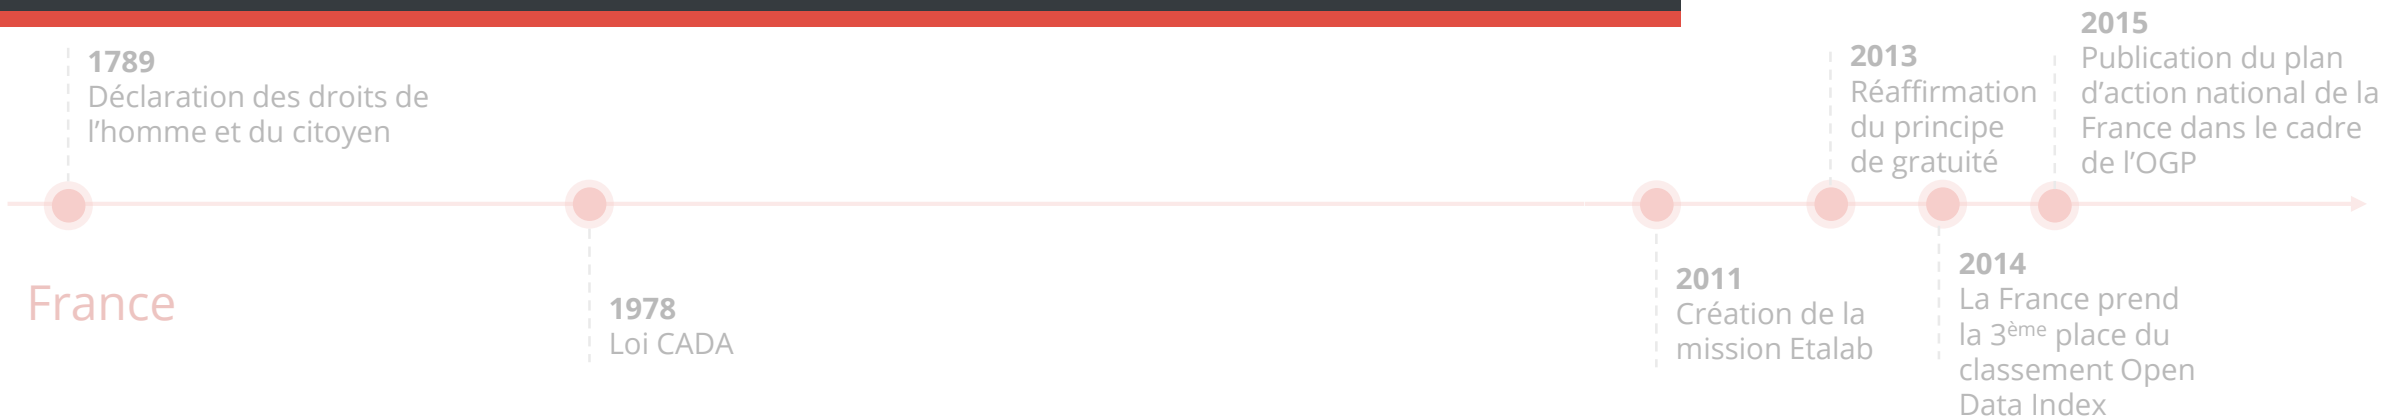 1789
Déclaration des droits de
l’homme et du citoyen
France
1978
Loi CADA
2011
Création de la
mission Etalab
2013
Réaffirmation
du principe
de gratuité
2014
La France prend
la 3ème place du
classement Open
Data Index
2015
Publication du plan
d’action national de la
France dans le cadre
de l’OGP